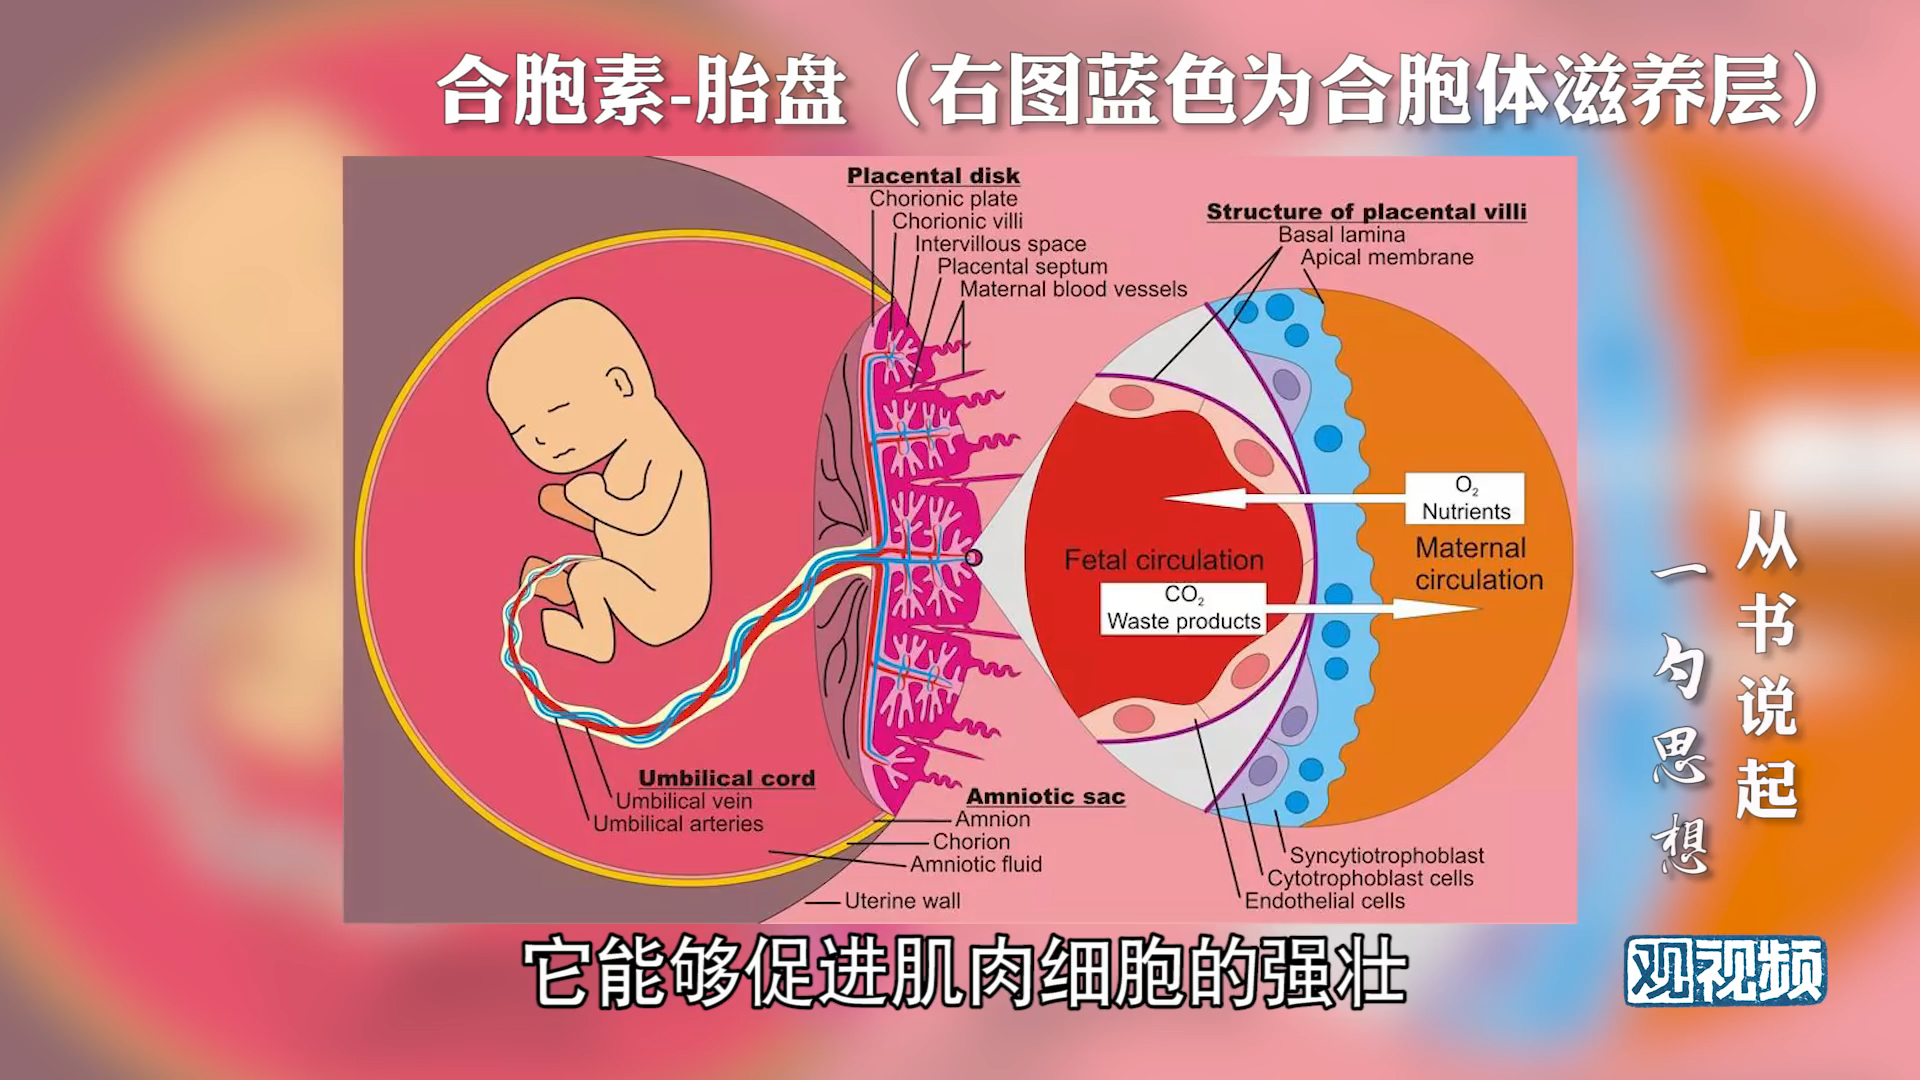 合胞素-胎盘（右图蓝色为合胞体滋养层）
Placental disk
Chorionic plate
Chorionic villi
Intervillous space
Placental septum
Maternal blood vessels
Structure of placental villi
Basal lamina
Apical membrane
O₂
Nutrients
Maternal
circulation
Fetal circulation
CO₂
Waste products
Umbilical cord
Umbilical vein
Umbilical arteries
Amniotic sac
Amnion
Chorion
Amniotic fluid
Uterine wall
Syncytiotrophoblast
Cytotrophoblast cells
Endothelial cells
从书说起
一勺思想
它能够促进肌肉细胞的强壮
观视频